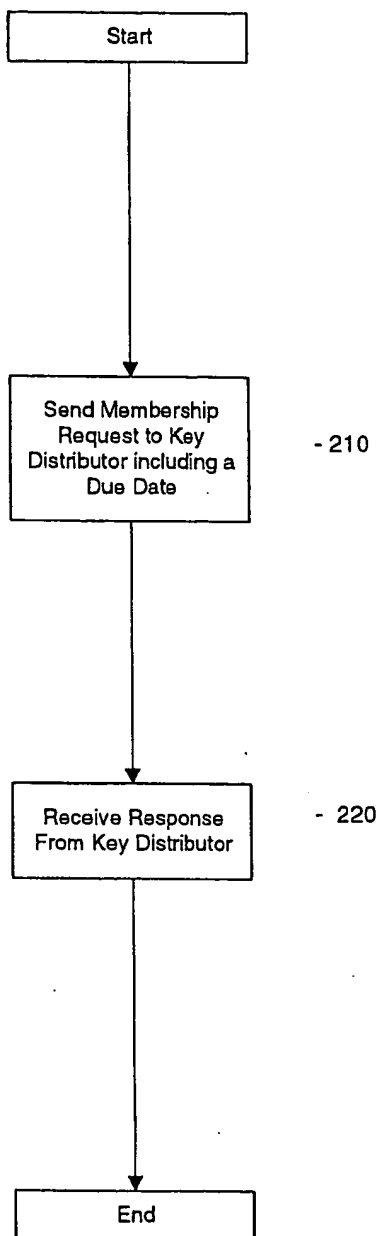 Start
Send Membership
Request to Key
Distributor including a
Due Date
- 210
Receive Response
From Key Distributor
- 220
End